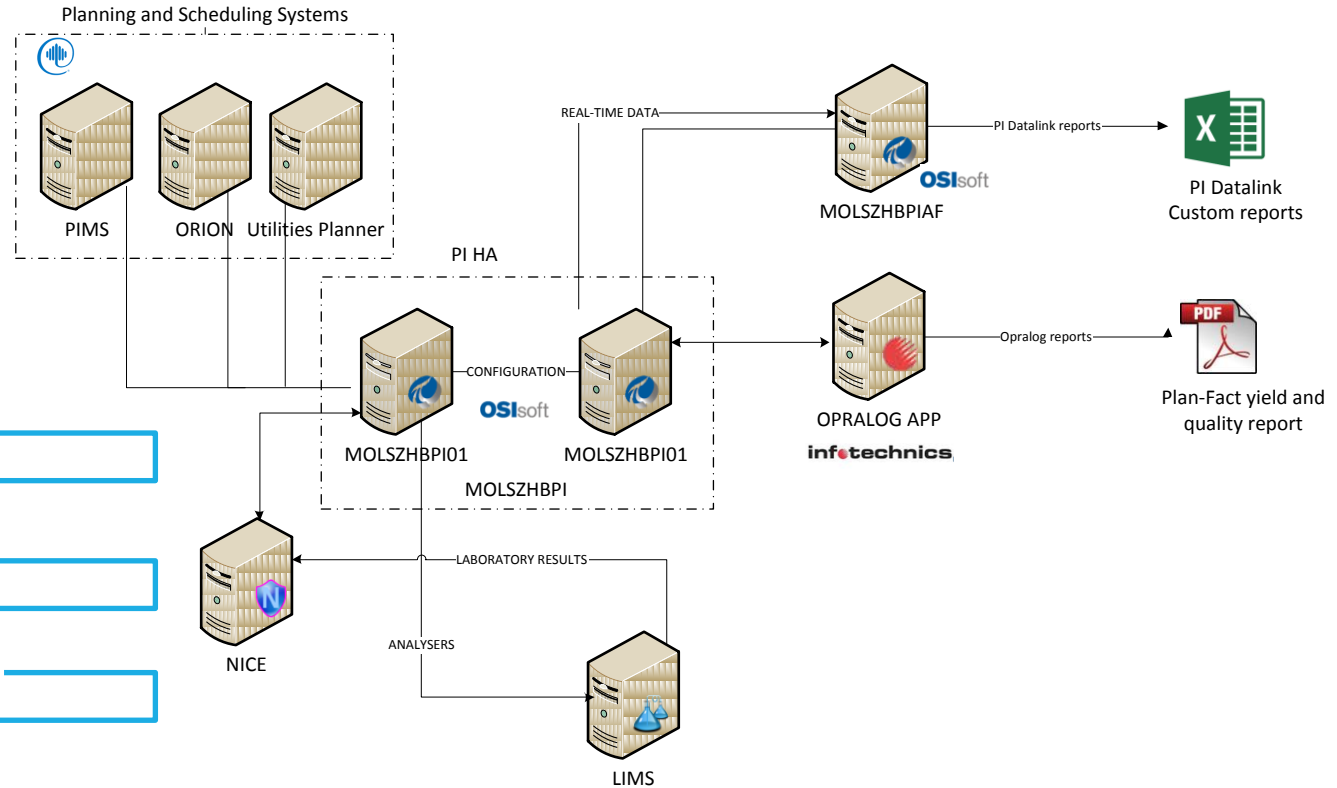 Planning and Scheduling Systems
PIMS
ORION
Utilities Planner
REAL-TIME DATA
OSIsoft
MOLSZHBPIAF
PI Datalink reports
X
PI Datalink
Custom reports
PI HA
CONFIGURATION
OSIsoft
MOLSZHBPI01
MOLSZHBPI01
MOLSZHBPI
OPRALOG APP
infotechnics
Opralog reports
PDF
Plan-Fact yield and
quality report
N
NICE
LABORATORY RESULTS
ANALYSERS
LIMS